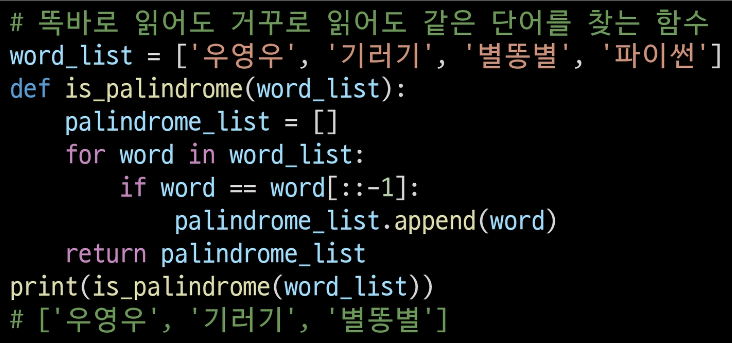 # 똑바로 읽어도 거꾸로 읽어도 같은 단어를 찾는 함수
word_list = ['우영우', '기러기', '별똥별', '파이썬']
def is_palindrome(word_list):
    palindrome_list = []
    for word in word_list:
        if word == word[::-1]:
            palindrome_list.append(word)
    return palindrome_list
print(is_palindrome(word_list))
# ['우영우', '기러기', '별똥별']